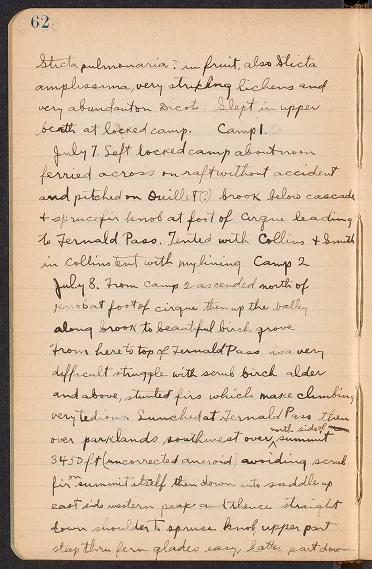 62
Sticta pulmonaria? in fruit, also Sticta
amplissima, very striking lichens and
very abundant on Dicots. Slept in upper
berth at locked camp. Camp 1.
July 7. Left locked camp about noon
ferried across on raft without accident
and pitched on Ouillet(?) brook below cascade
& spruce fir knob at foot of cirque leading
to Fernald Pass. Tented with Collins & Smith
in Collins tent with my lining Camp 2
July 8. From Camp 2 ascended north of
knob at foot of cirque then up the valley
along brook to beautiful birch grove
From here to top of Fernald Pass is a very
difficult struggle with scrub birch alder
and above, stunted firs which make climbing
very tedious. Lunched at Fernald Pass then
over parklands, southwest over north side of summit
3450 ft (uncorrected aneroid) avoiding scrub
fir on summit itself then down into saddle up
east side western peak and thence straight
down shoulder to spruce knob upper part
steep thru fern glades easy, latter part down